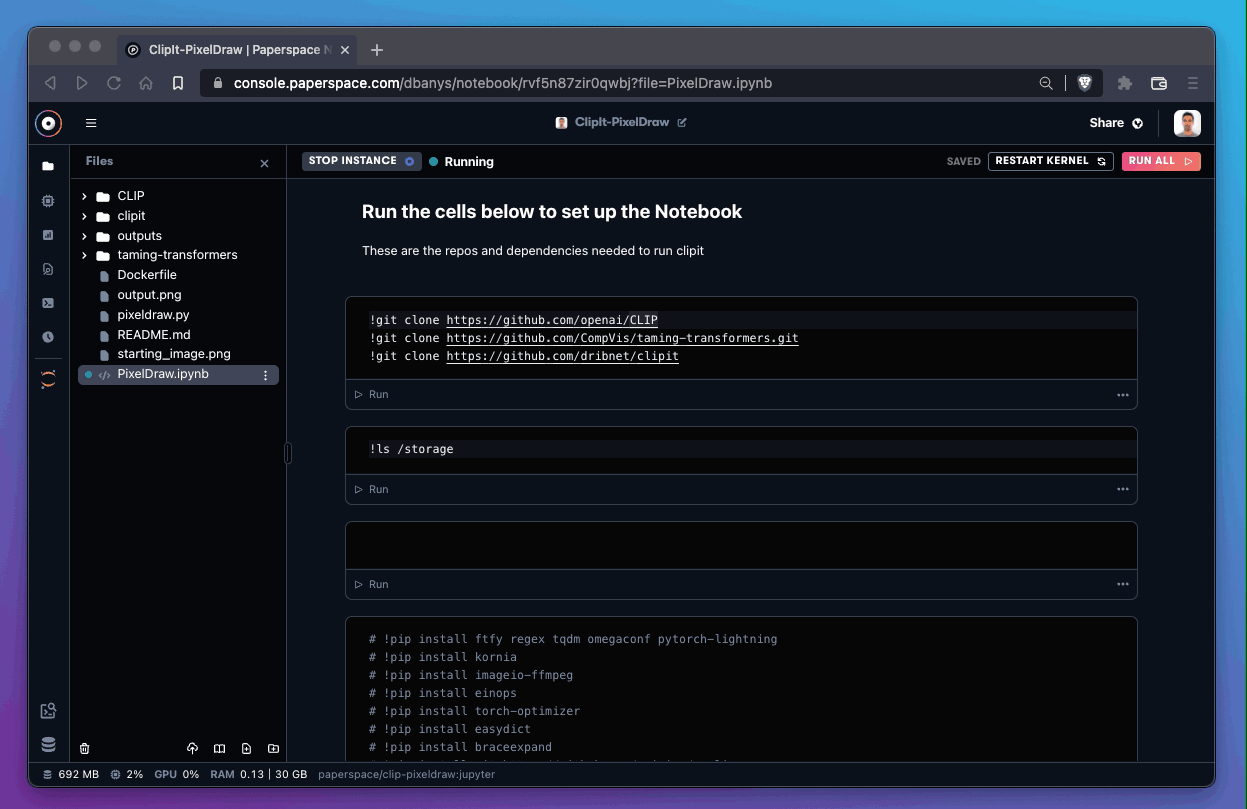 ClipIt-PixelDraw | Paperspace N
console.paperspace.com/dbanys/notebook/rvf5n87zir0qwbj?file=PixelDraw.ipynb
ClipIt-PixelDraw
Share
Files
STOP INSTANCE
Running
SAVED
RESTART KERNEL
RUN ALL
CLIP
clipit
outputs
taming-transformers
Dockerfile
output.png
pixeldraw.py
README.md
starting_image.png
PixelDraw.ipynb
Run the cells below to set up the Notebook
These are the repos and dependencies needed to run clipit
!git clone https://github.com/openai/CLIP
!git clone https://github.com/CompVis/taming-transformers.git
!git clone https://github.com/dribnet/clipit
Run
!ls /storage
Run
Run
# !pip install ftfy regex tqdm omegaconf pytorch-lightning
# !pip install kornia
# !pip install imageio-ffmpeg
# !pip install einops
# !pip install torch-optimizer
# !pip install easydict
# !pip install braceexpand
692 MB 2% GPU 0% RAM 0.13 | 30 GB paperspace/clip-pixeldraw:jupyter